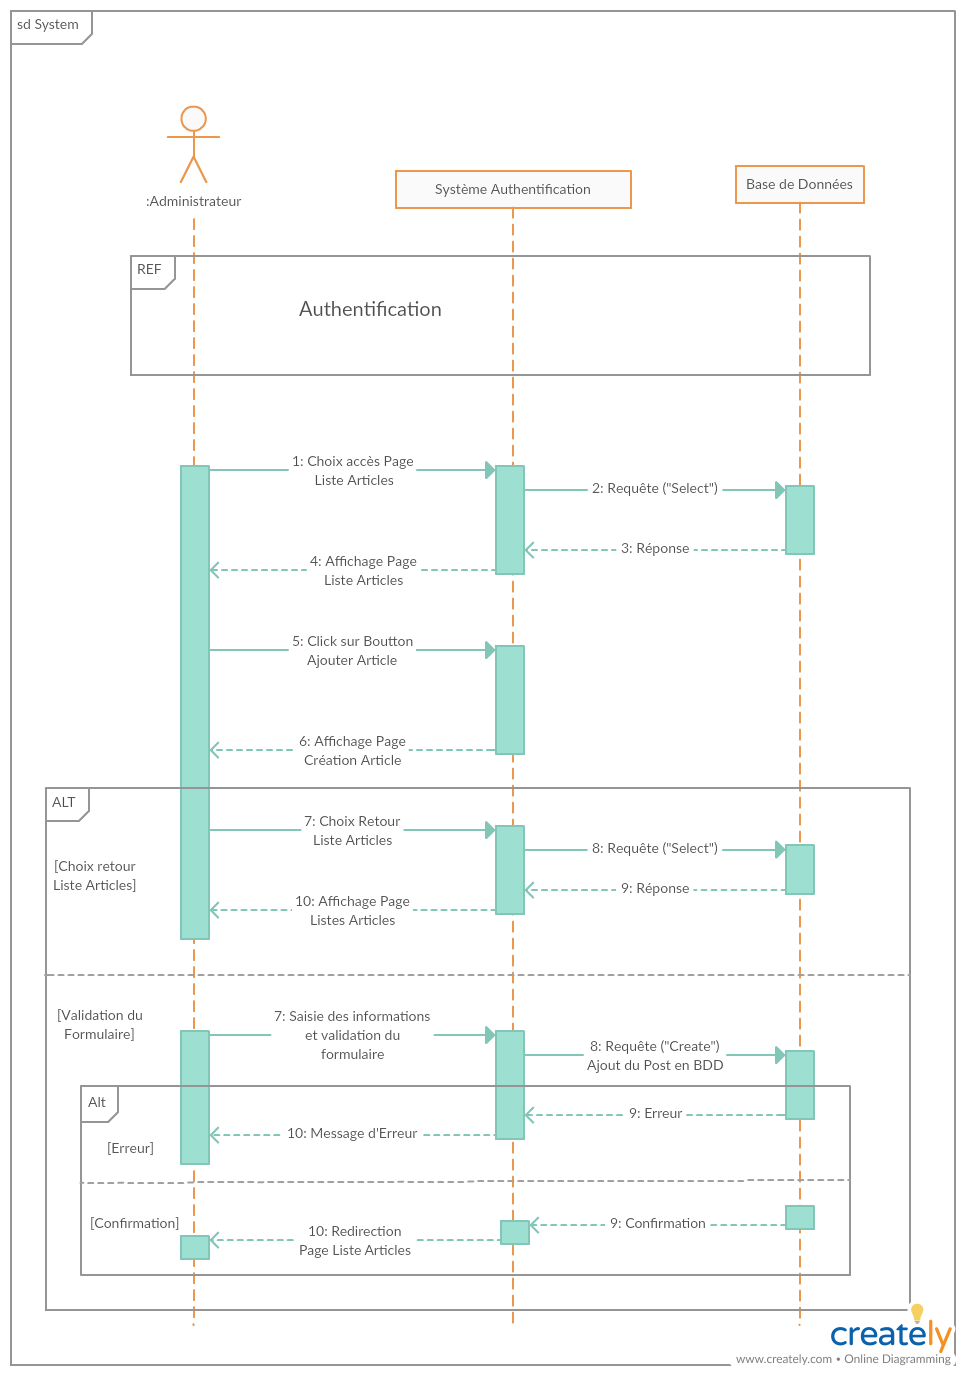 sd System
:Administrateur
Système Authentification
Base de Données
REF
Authentification
1: Choix accès Page
Liste Articles
2: Requête ("Select")
3: Réponse
4: Affichage Page
Liste Articles
5: Click sur Boutton
Ajouter Article
6: Affichage Page
Création Article
ALT
7: Choix Retour
Liste Articles
8: Requête ("Select")
[Choix retour
Liste Articles]
9: Réponse
10: Affichage Page
Listes Articles
[Validation du
Formulaire]
7: Saisie des informations
et validation du
formulaire
8: Requête ("Create")
Ajout du Post en BDD
Alt
9: Erreur
10: Message d'Erreur
[Erreur]
[Confirmation]
9: Confirmation
10: Redirection
Page Liste Articles
creately
www.creately.com • Online Diagramming